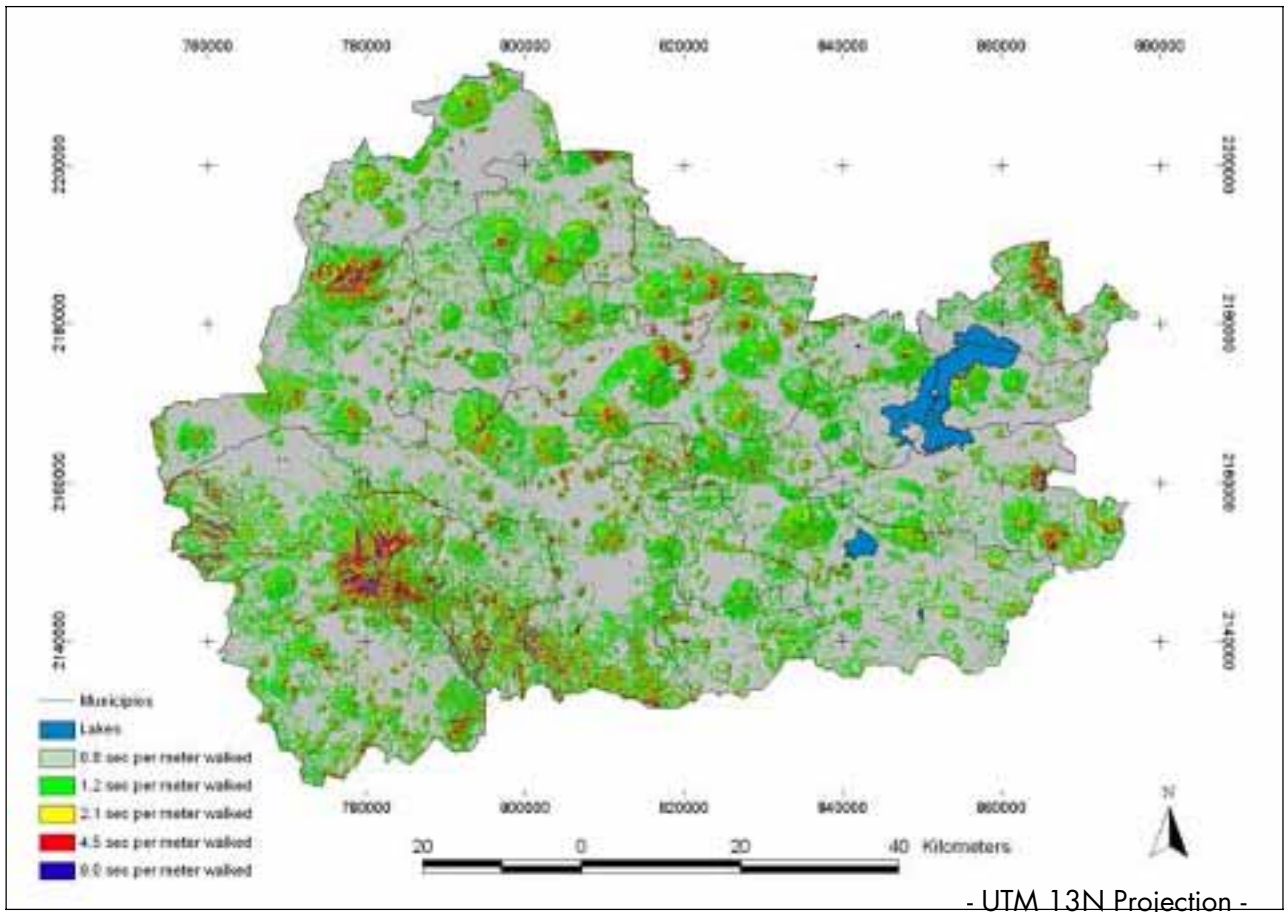 760000 780000 800000 820000 840000 860000 880000
2200000 2200000
2180000 2180000
2160000 2160000
2140000 2140000
Municipios
Lakes
0.8 sec per meter walked
1.2 sec per meter walked
2.1 sec per meter walked
4.5 sec per meter walked
sec per meter walked
780000 800000 820000 840000 860000
N
20 0 20 40 Kilometers
- UTM 13N Projection -